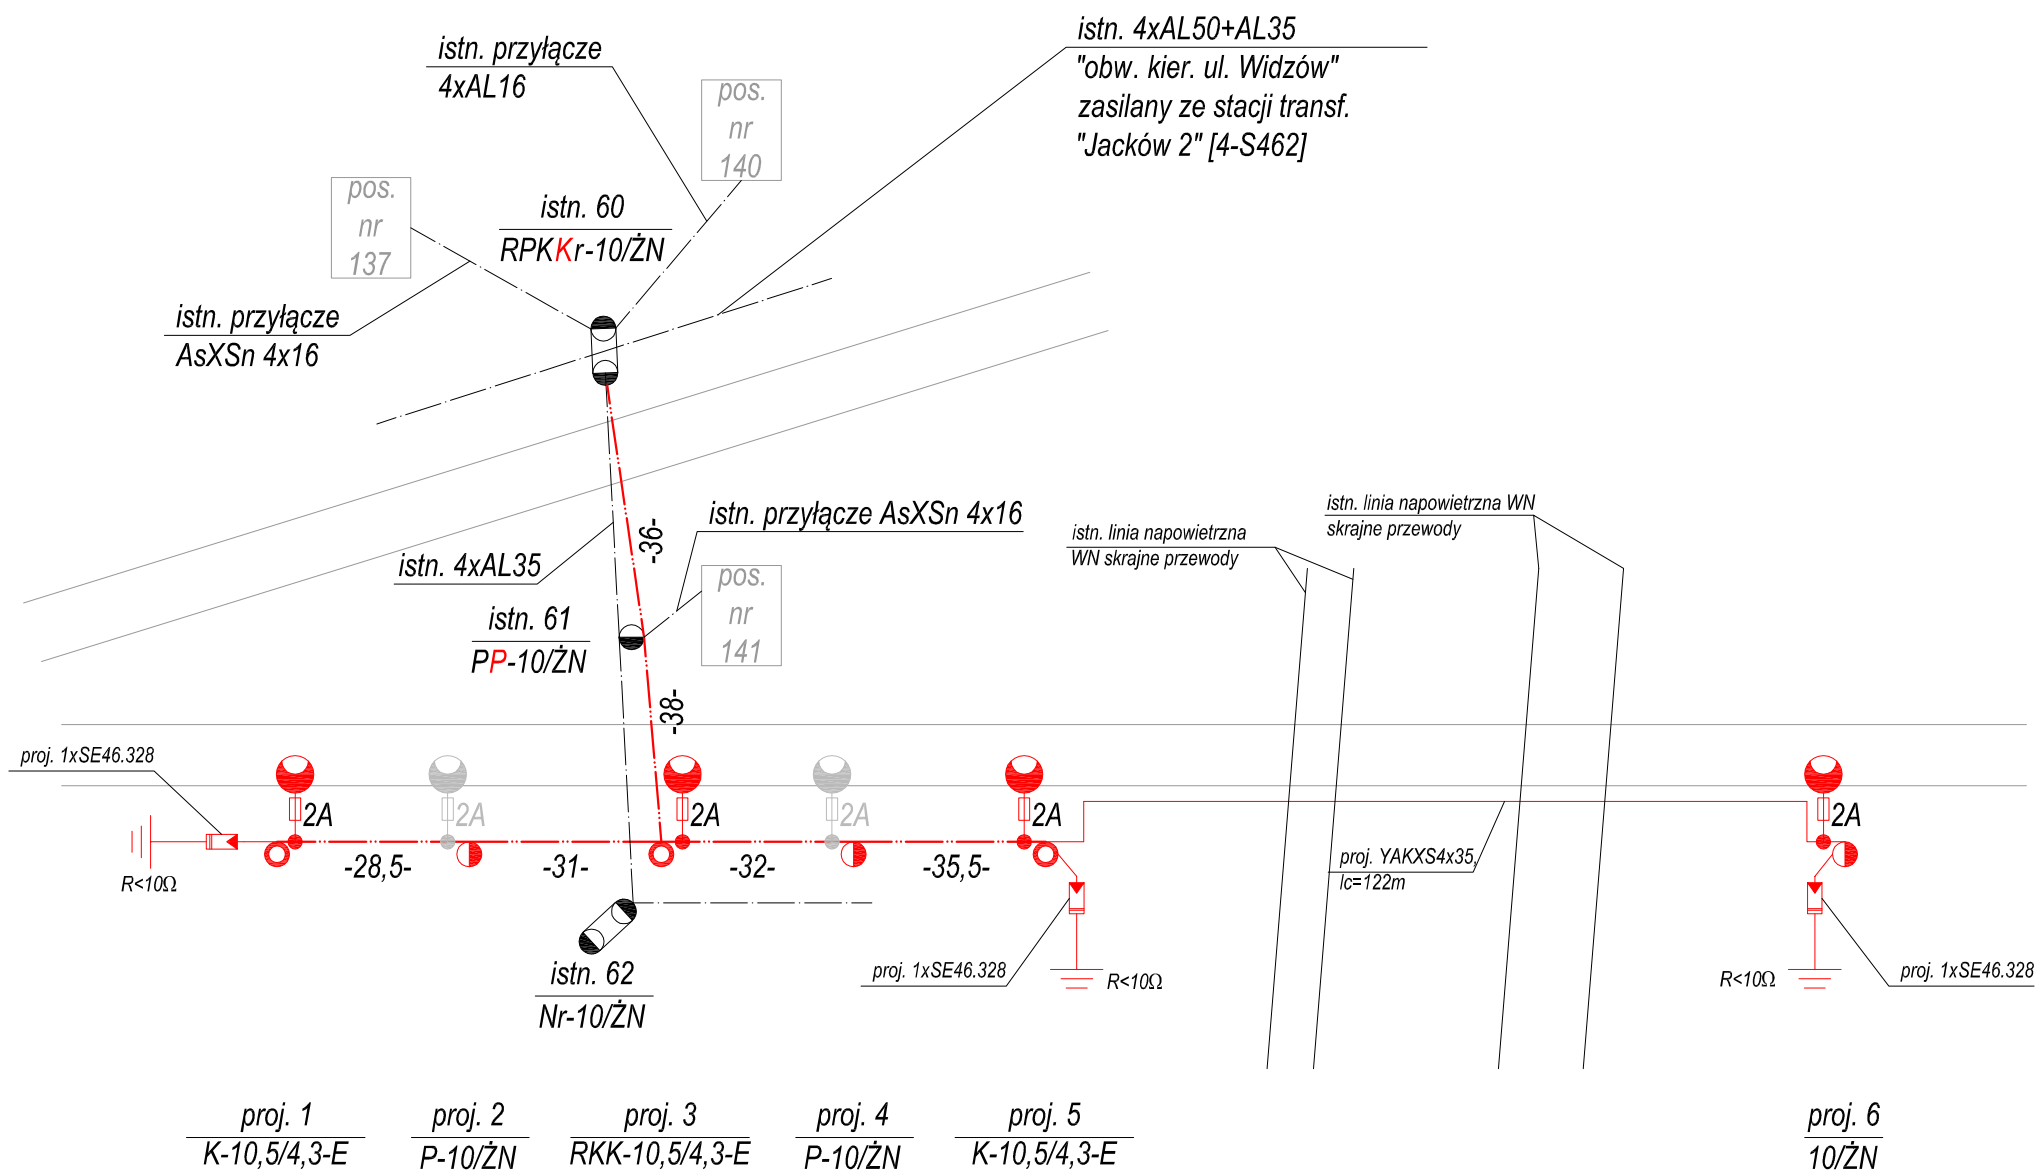 istn. przyłącze
4xAL16
istn. 4xAL50+AL35
"obw. kier. ul. Widzów"
zasilany ze stacji transf.
"Jacków 2" [4-S462]
pos.
nr
140
pos.
nr
137
istn. 60
RPKKr-10/ŻN
istn. przyłącze
AsXSn 4x16
-36-
istn. przyłącze AsXSn 4x16
istn. 4xAL35
istn. linia napowietrzna
WN skrajne przewody
istn. linia napowietrzna WN
skrajne przewody
pos.
nr
141
istn. 61
PP-10/ŻN
-38-
proj. 1xSE46.328
2A
2A
2A
2A
2A
2A
R<10Ω
-28,5-
-31-
-32-
-35,5-
proj. YAKXS4x35,
lc=122m
istn. 62
Nr-10/ŻN
proj. 1xSE46.328
R<10Ω
R<10Ω
proj. 1xSE46.328
proj. 1
K-10,5/4,3-E
proj. 2
P-10/ŻN
proj. 3
RKK-10,5/4,3-E
proj. 4
P-10/ŻN
proj. 5
K-10,5/4,3-E
proj. 6
10/ŻN